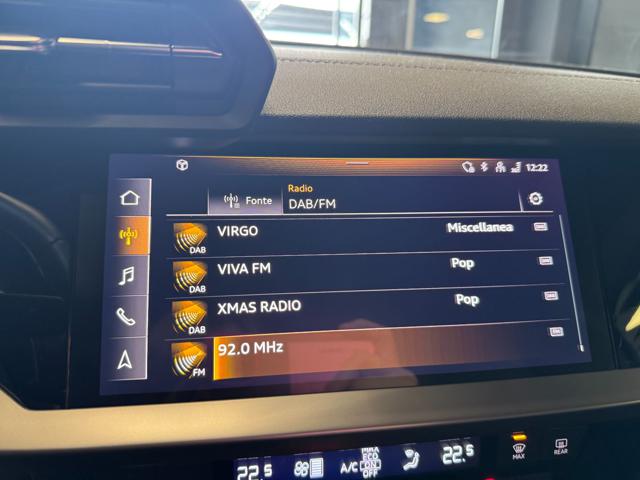 12:22
Radio
Fonte
DAB/FM
VIRGO Miscellanea
DAB
VIVA FM Pop
DAB
XMAS RADIO Pop
DAB
92.0 MHz
FM
22.5 A/C MAX ECO ON OFF 22.5
MAX REAR